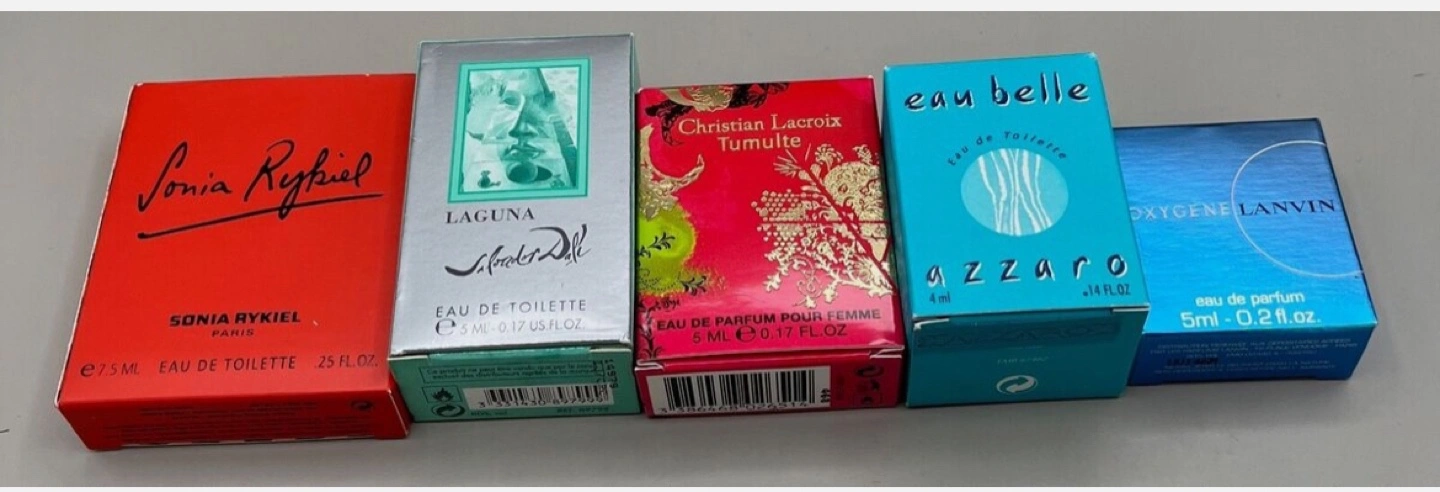 Sonia Rykiel
SONIA RYKIEL
PARIS
e 7.5 ML EAU DE TOILETTE .25 FL.OZ.
LAGUNA
Salvador Dali
EAU DE TOILETTE
e 5 ML - 0.17 US.FL.OZ.
Christian Lacroix
Tumulte
EAU DE PARFUM POUR FEMME
5 ML e 0.17 FL.OZ
eau belle
Eau de Toilette
azzaro
4 ml .14 FL.OZ
OXYGENE LANVIN
eau de parfum
5ml - 0.2 fl.oz.